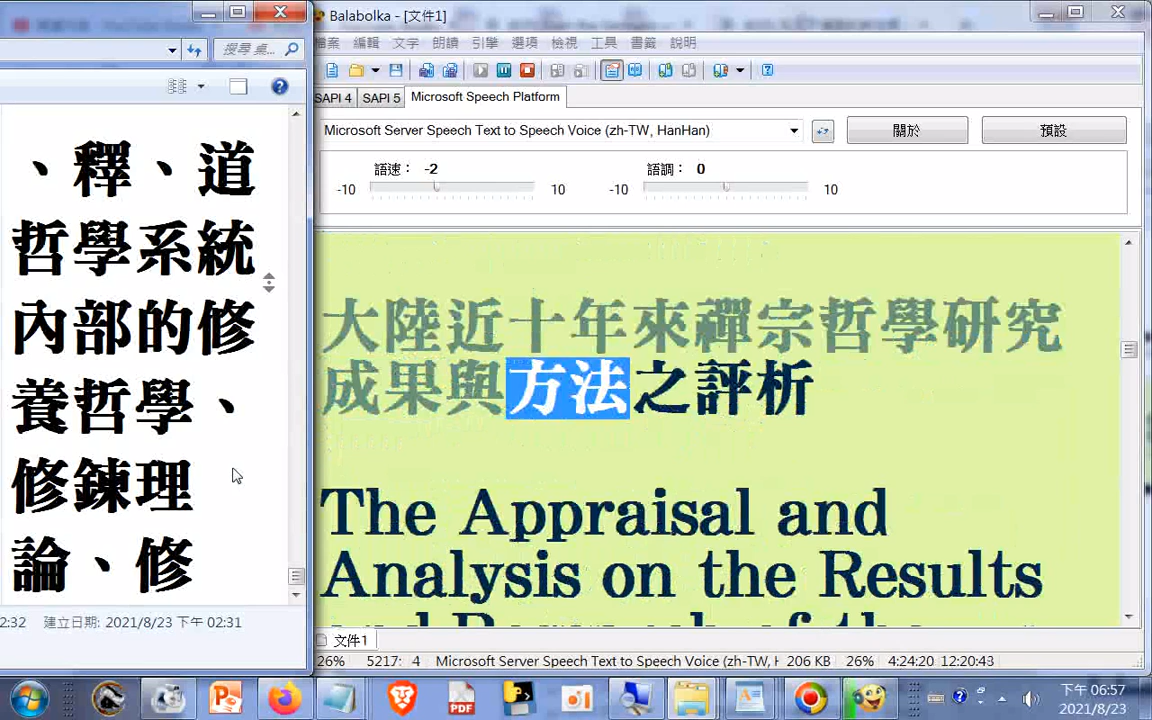 搜尋 桌...
、釋、道
哲學系統
內部的修
養哲學、
修鍊理
論、修
2:32 建立日期: 2021/8/23 下午 02:31
Balabolka - [文件1]
檔案 編輯 文字 朗讀 引擎 選項 檢視 工具 書籤 說明
SAPI 4 SAPI 5 Microsoft Speech Platform
Microsoft Server Speech Text to Speech Voice (zh-TW, HanHan) 關於 預設
語速： -2 語調： 0
-10 10 -10 10
大陸近十年來禪宗哲學研究
成果與方法之評析
The Appraisal and
Analysis on the Results
and Research of the
文件1
26% 5217: 4 Microsoft Server Speech Text to Speech Voice (zh-TW, H 206 KB 26% 4:24:20 12:20:43
PDF
下午 06:57
2021/8/23